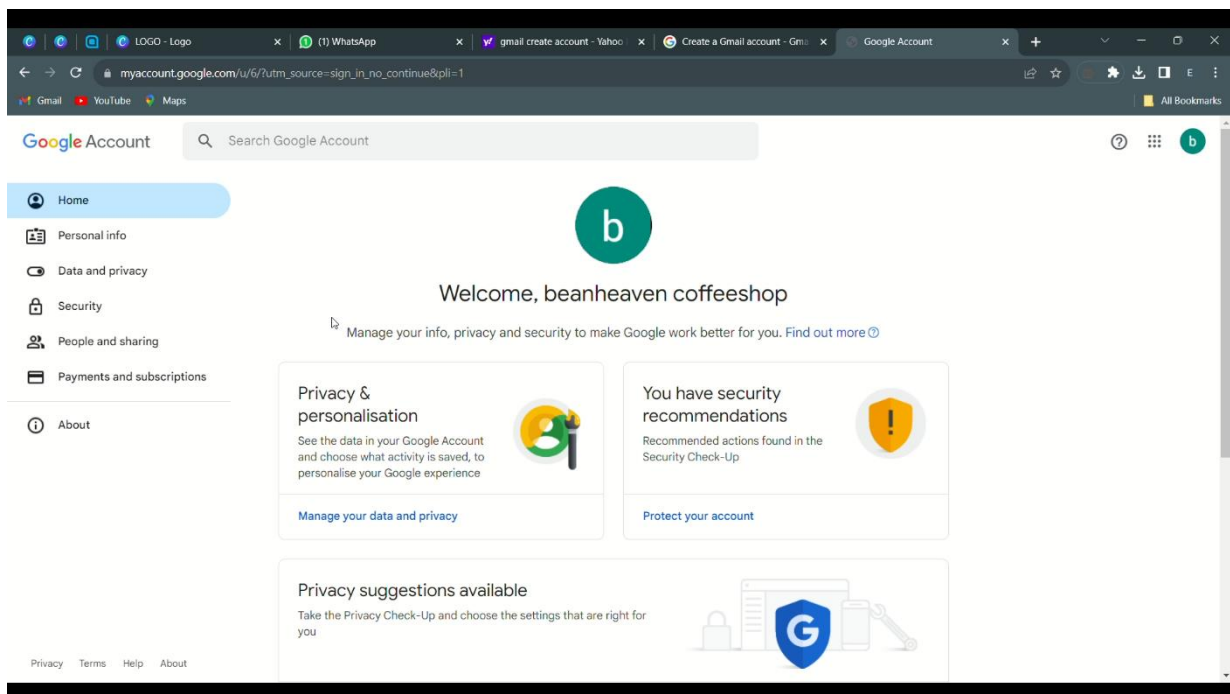 LOGO - Logo
(1) WhatsApp
gmail create account - Yahoo
Create a Gmail account - Gma
Google Account
myaccount.google.com/u/6/?utm_source=sign_in_no_continue&pli=1
E
Gmail
YouTube
Maps
All Bookmarks
Google Account
Search Google Account
b
Home
Personal info
Data and privacy
Security
People and sharing
Payments and subscriptions
About
b
Welcome, beanheaven coffeeshop
Manage your info, privacy and security to make Google work better for you. Find out more
Privacy &
personalisation
See the data in your Google Account
and choose what activity is saved, to
personalise your Google experience
Manage your data and privacy
You have security
recommendations
Recommended actions found in the
Security Check-Up
Protect your account
Privacy suggestions available
Take the Privacy Check-Up and choose the settings that are right for
you
G
Privacy Terms Help About